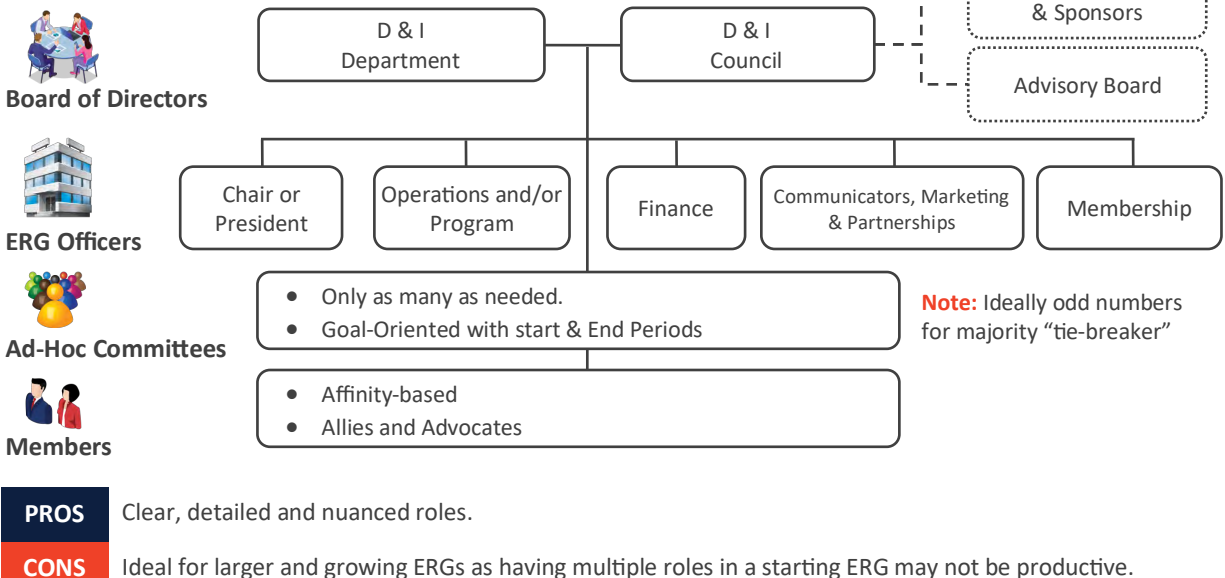 & Sponsors
D & I
Department
D & I
Council
Advisory Board
Board of Directors
Chair or
President
Operations and/or
Program
Finance
Communicators, Marketing
& Partnerships
Membership
ERG Officers
• Only as many as needed.
• Goal-Oriented with start & End Periods
Note: Ideally odd numbers
for majority “tie-breaker”
Ad-Hoc Committees
• Affinity-based
• Allies and Advocates
Members
PROS Clear, detailed and nuanced roles.
CONS Ideal for larger and growing ERGs as having multiple roles in a starting ERG may not be productive.